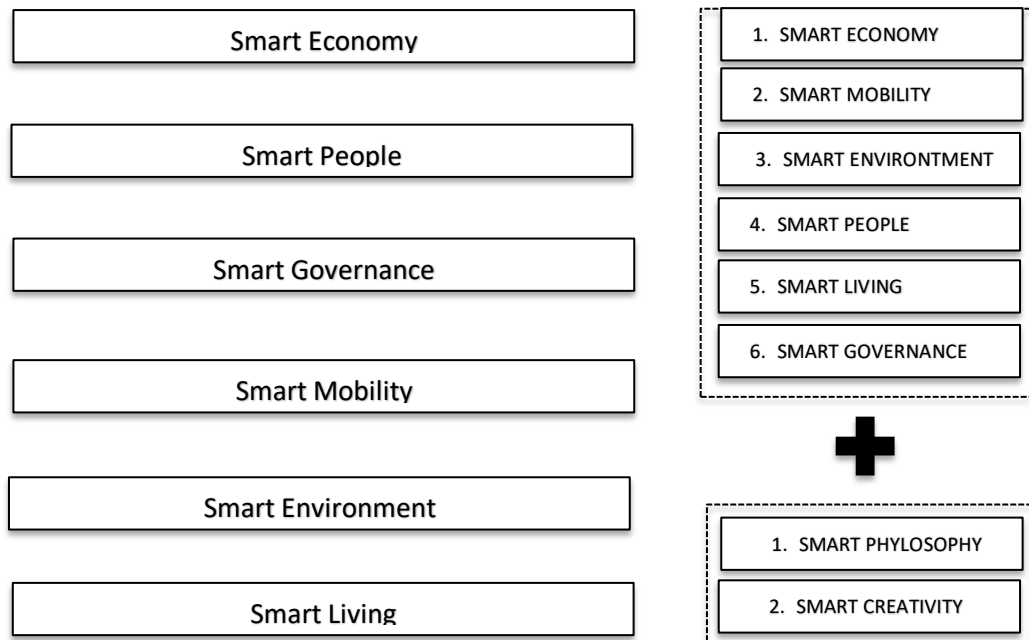 Smart Economy
Smart People
Smart Governance
Smart Mobility
Smart Environment
Smart Living
1. SMART ECONOMY
2. SMART MOBILITY
3. SMART ENVIRONTMENT
4. SMART PEOPLE
5. SMART LIVING
6. SMART GOVERNANCE
1. SMART PHYLOSOPHY
2. SMART CREATIVITY